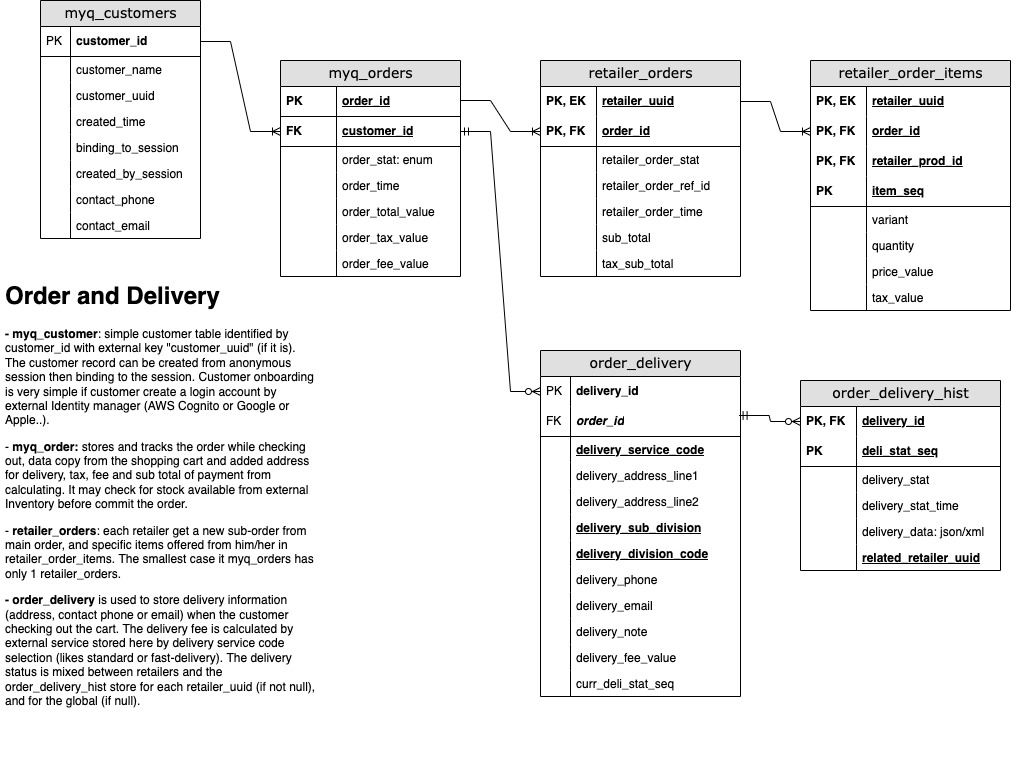 myq_customers
PK customer_id
customer_name
customer_uuid
created_time
binding_to_session
created_by_session
contact_phone
contact_email
myq_orders
PK order_id
FK customer_id
order_stat: enum
order_time
order_total_value
order_tax_value
order_fee_value
retailer_orders
PK, EK retailer_uuid
PK, FK order_id
retailer_order_stat
retailer_order_ref_id
retailer_order_time
sub_total
tax_sub_total
retailer_order_items
PK, EK retailer_uuid
PK, FK order_id
PK, FK retailer_prod_id
PK item_seq
variant
quantity
price_value
tax_value
Order and Delivery
- myq_customer: simple customer table identified by
customer_id with external key "customer_uuid" (if it is).
The customer record can be created from anonymous
session then binding to the session. Customer onboarding
is very simple if customer create a login account by
external Identity manager (AWS Cognito or Google or
Apple..).
- myq_order: stores and tracks the order while checking
out, data copy from the shopping cart and added address
for delivery, tax, fee and sub total of payment from
calculating. It may check for stock available from external
Inventory before commit the order.
- retailer_orders: each retailer get a new sub-order from
main order, and specific items offered from him/her in
retailer_order_items. The smallest case it myq_orders has
only 1 retailer_orders.
- order_delivery is used to store delivery information
(address, contact phone or email) when the customer
checking out the cart. The delivery fee is calculated by
external service stored here by delivery service code
selection (likes standard or fast-delivery). The delivery
status is mixed between retailers and the
order_delivery_hist store for each retailer_uuid (if not null),
and for the global (if null).
order_delivery
PK delivery_id
FK order_id
delivery_service_code
delivery_address_line1
delivery_address_line2
delivery_sub_division
delivery_division_code
delivery_phone
delivery_email
delivery_note
delivery_fee_value
curr_deli_stat_seq
order_delivery_hist
PK, FK delivery_id
PK deli_stat_seq
delivery_stat
delivery_stat_time
delivery_data: json/xml
related_retailer_uuid